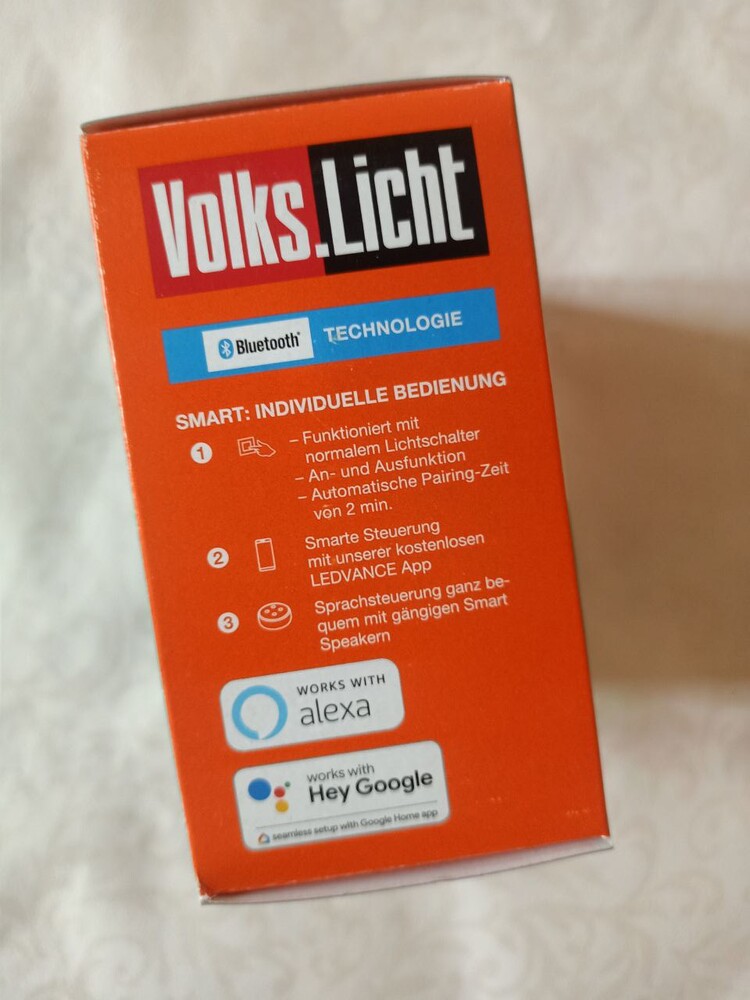 Volks.Licht
Bluetooth® TECHNOLOGIE
SMART: INDIVIDUELLE BEDIENUNG
1
– Funktioniert mit
normalem Lichtschalter
– An- und Ausfunktion
– Automatische Pairing-Zeit
von 2 min.
2
Smarte Steuerung
mit unserer kostenlosen
LEDVANCE App
3
Sprachsteuerung ganz be-
quem mit gängigen Smart
Speakern
WORKS WITH
alexa
works with
Hey Google
seamless setup with Google Home app